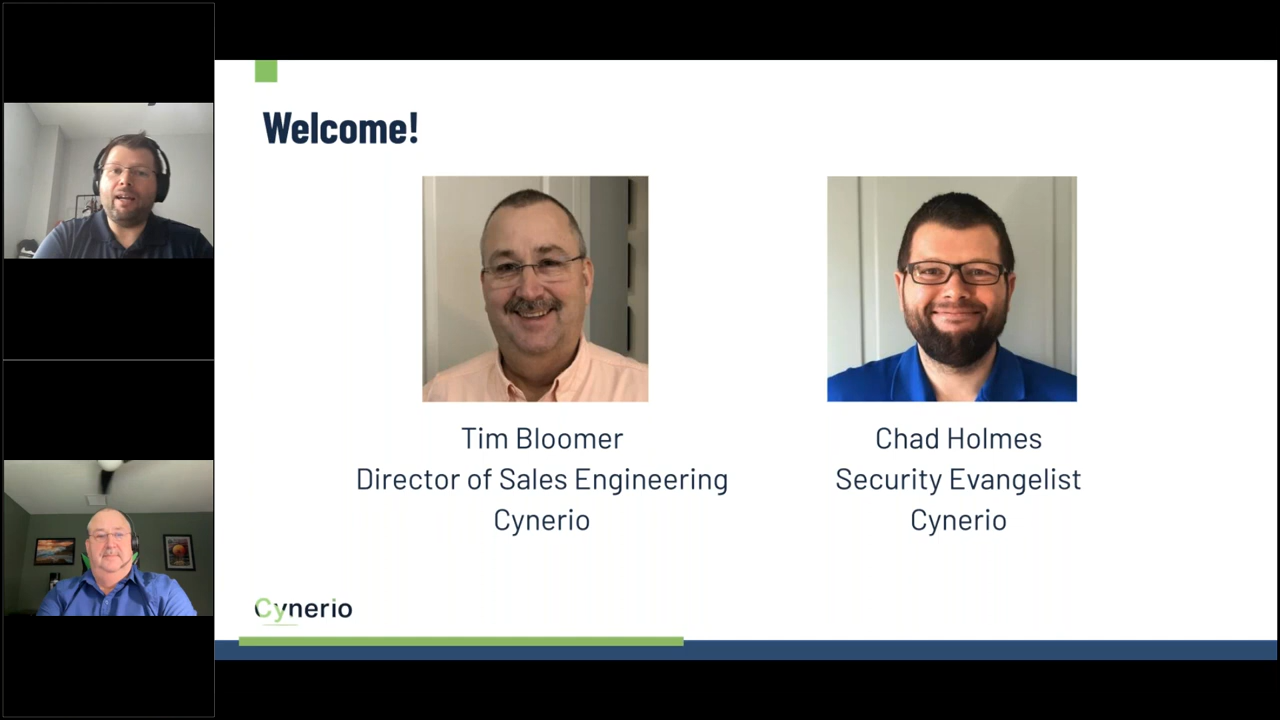 Welcome!
Tim Bloomer
Director of Sales Engineering
Cynerio
Chad Holmes
Security Evangelist
Cynerio
Cynerio